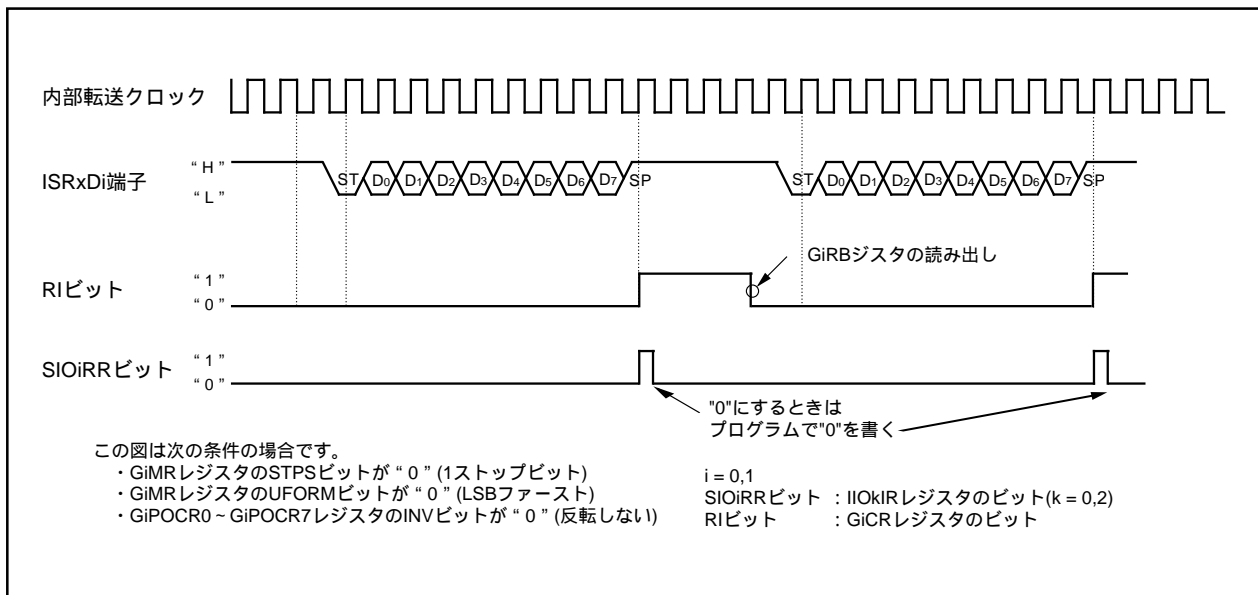 内部転送クロック
ISRxDi端子
“ H ”
“ L ”
ST D0 D1 D2 D3 D4 D5 D6 D7 SP ST D0 D1 D2 D3 D4 D5 D6 D7 SP
GiRBジスタの読み出し
RIビット
“ 1 ”
“ 0 ”
SIOiRRビット
“ 1 ”
“ 0 ”
"0"にするときは
プログラムで"0"を書く
この図は次の条件の場合です。
・GiMRレジスタのSTPSビットが “ 0 ” (1ストップビット)
・GiMRレジスタのUFORMビットが “ 0 ” (LSBファースト)
・GiPOCR0 ~ GiPOCR7レジスタのINVビットが “ 0 ” (反転しない)
i = 0,1
SIOiRRビット : IIOkIRレジスタのビット(k = 0,2)
RIビット : GiCRレジスタのビット